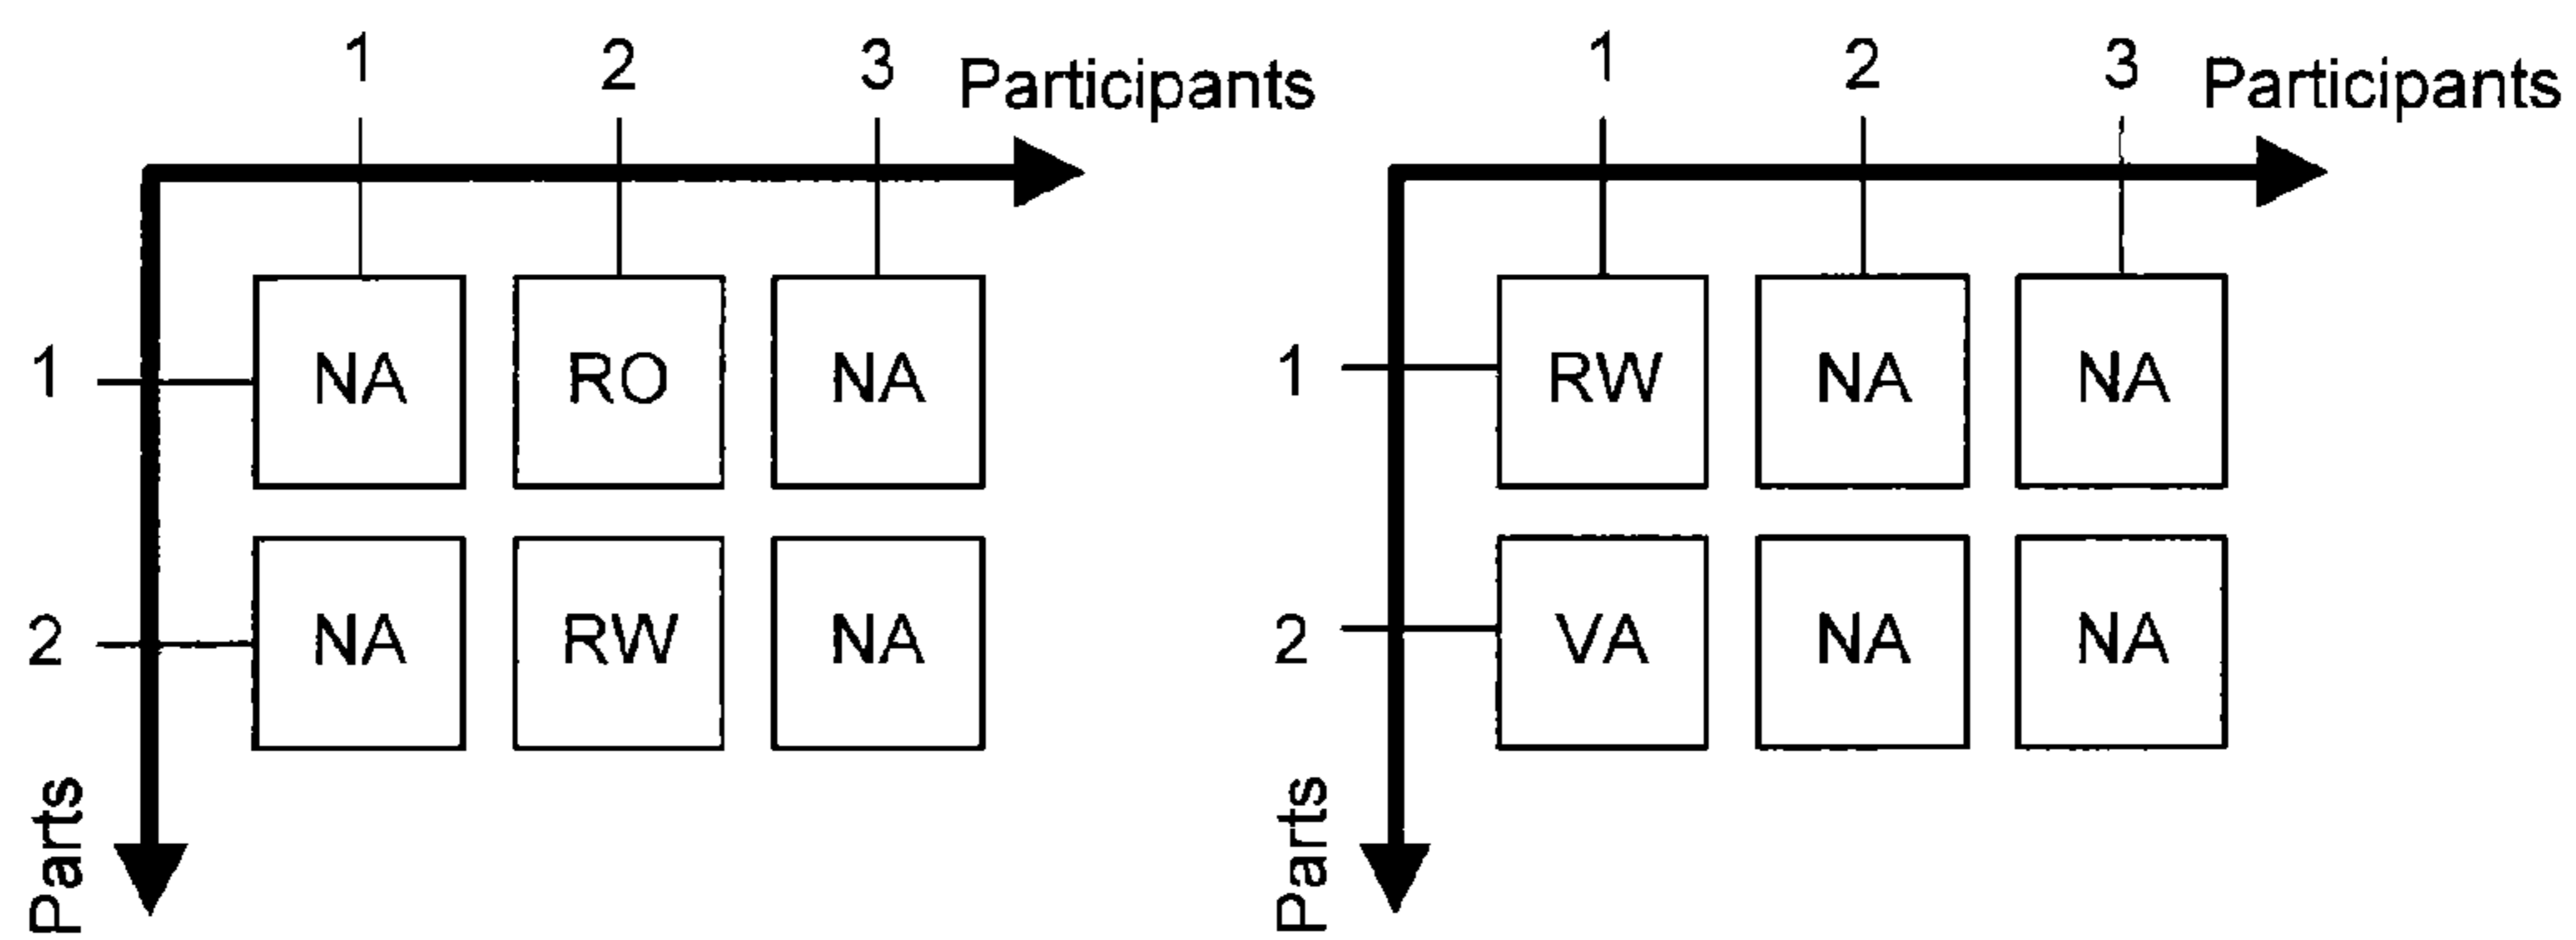 1 2 3 Participants
1 NA RO NA
2 NA RW NA
Parts
1 2 3 Participants
1 RW NA NA
2 VA NA NA
Parts